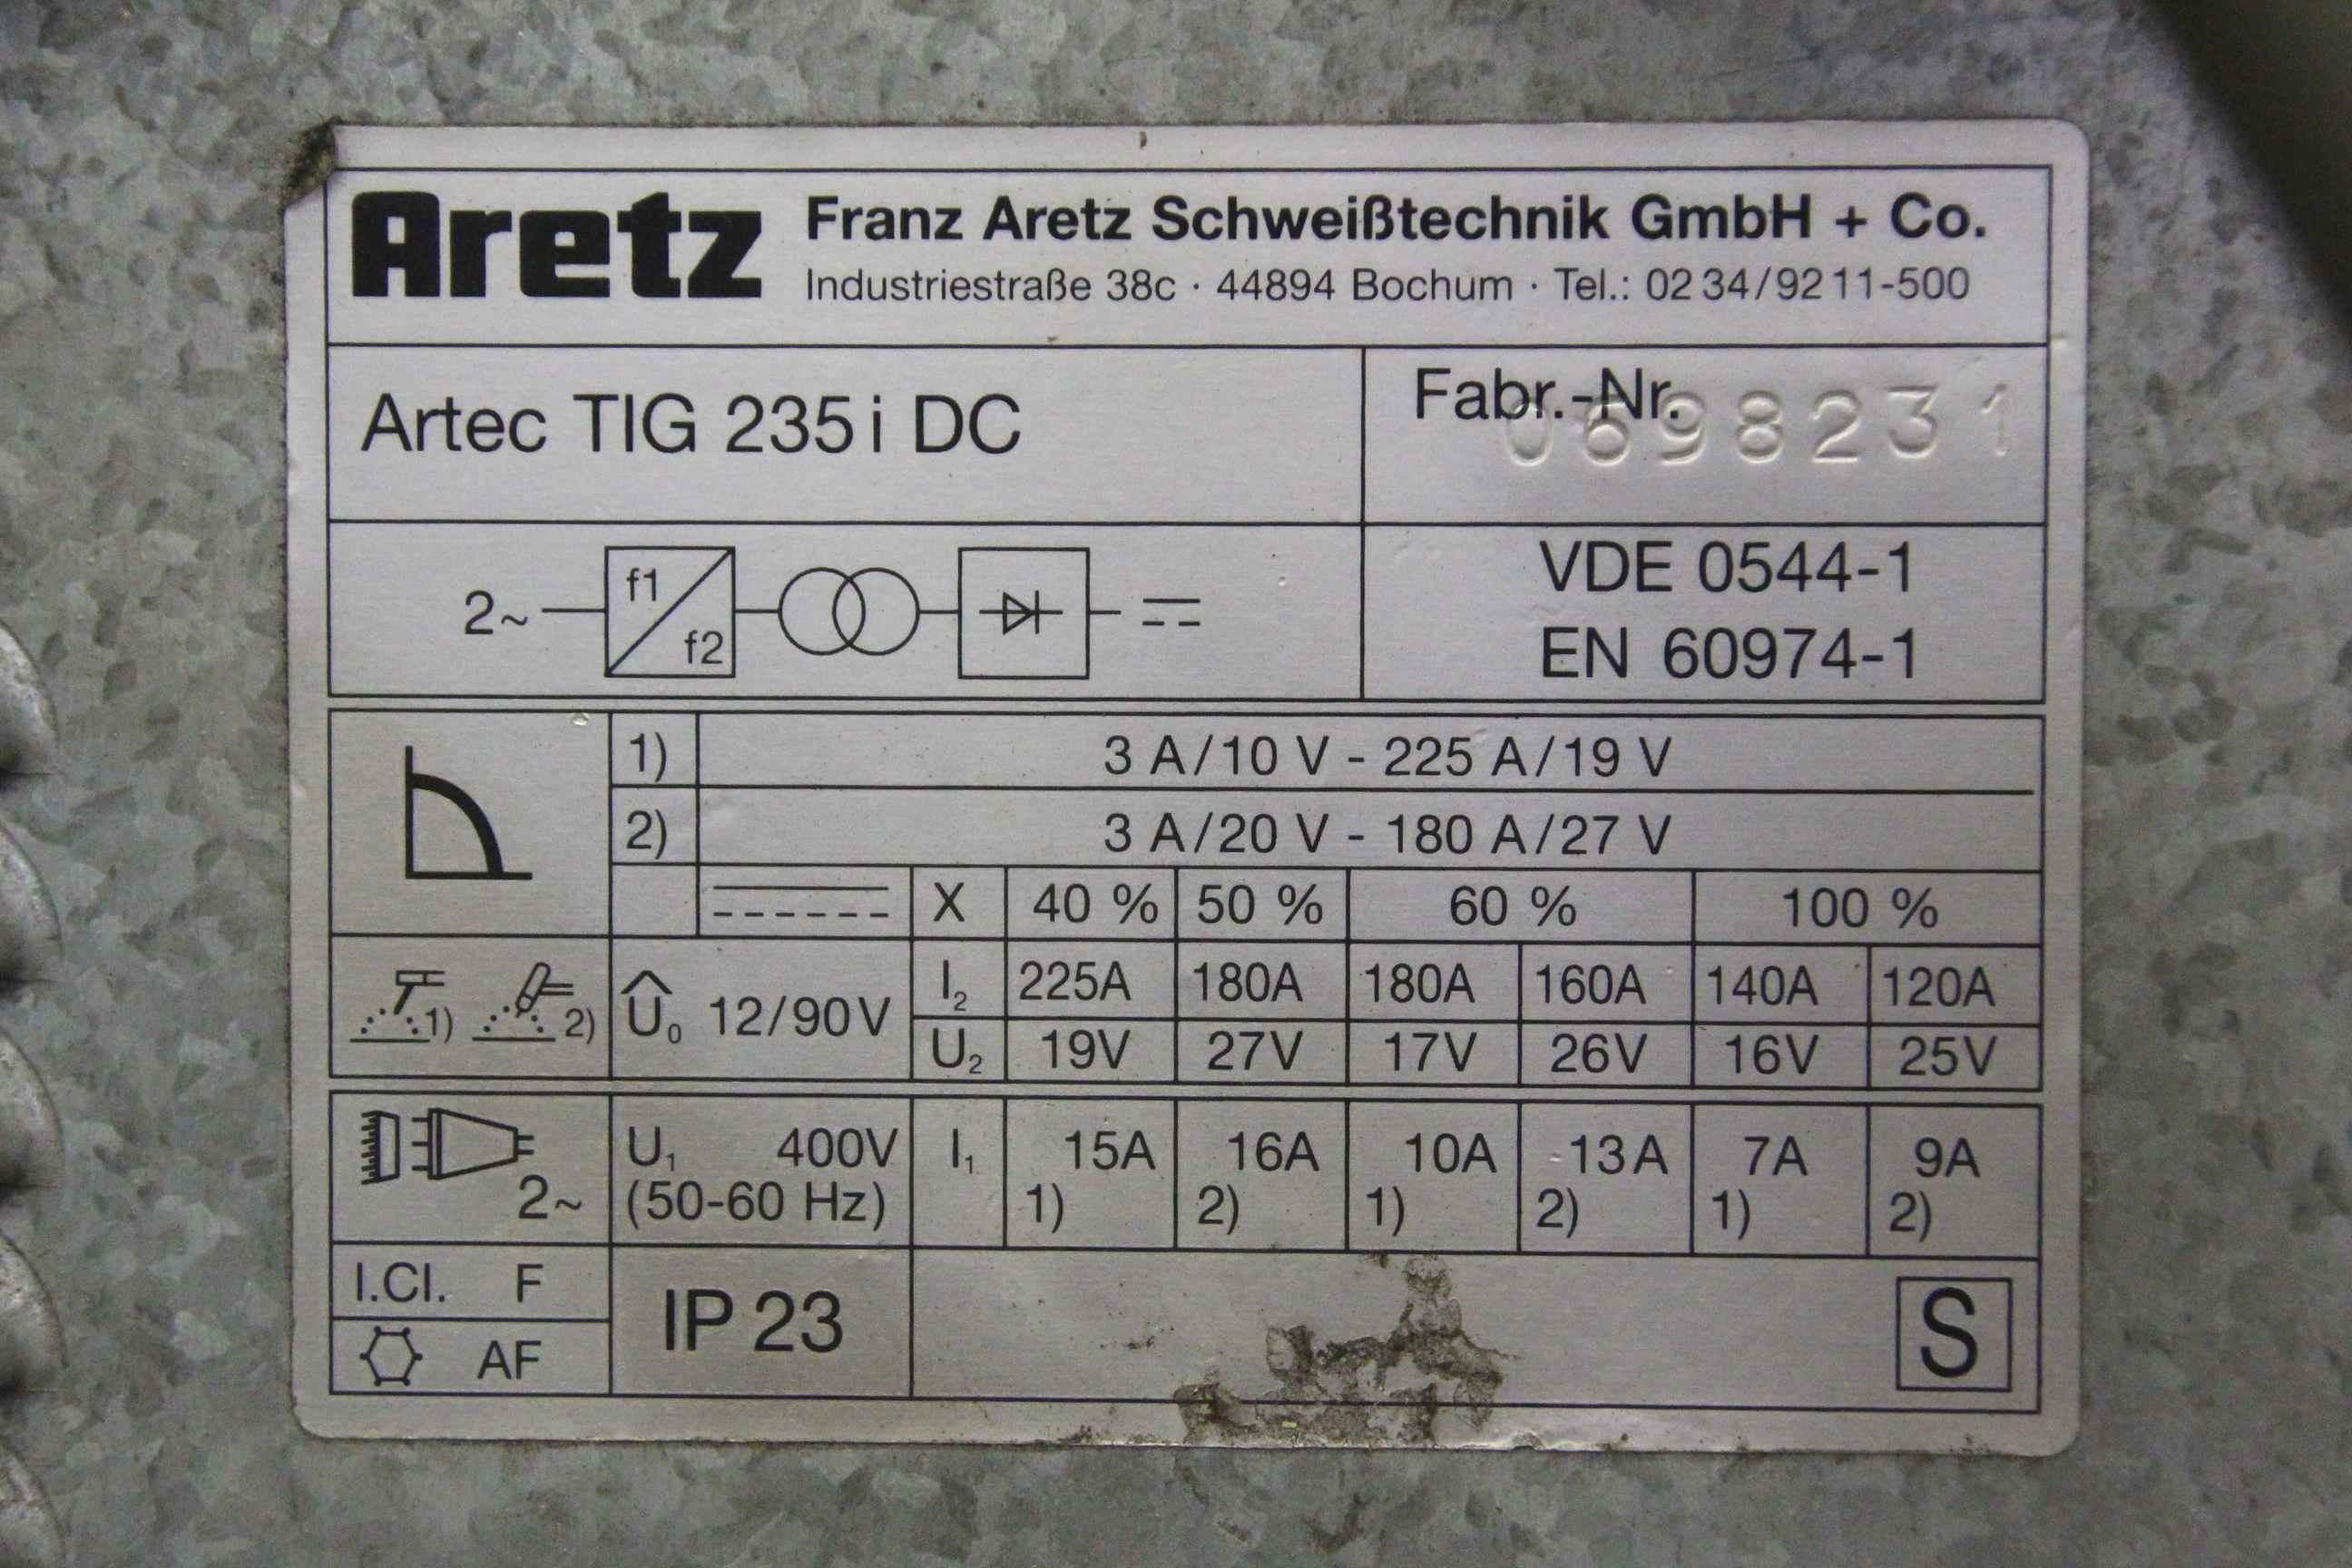 Aretz Franz Aretz Schweißtechnik GmbH + Co.
Industriestraße 38c · 44894 Bochum · Tel.: 02 34/92 11-500
Artec TIG 235 i DC
Fabr.-Nr. 0698231
2~ f1 f2
VDE 0544-1
EN 60974-1
1) 3 A/10 V - 225 A/19 V
2) 3 A/20 V - 180 A/27 V
X 40 % 50 % 60 % 100 %
1) 2) Û₀ 12/90V
I₂ 225A 180A 180A 160A 140A 120A
U₂ 19V 27V 17V 26V 16V 25V
2~
U₁ 400V I₁ 15A 16A 10A 13A 7A 9A
(50-60 Hz) 1) 2) 1) 2) 1) 2)
I.Cl. F
AF
IP 23
S